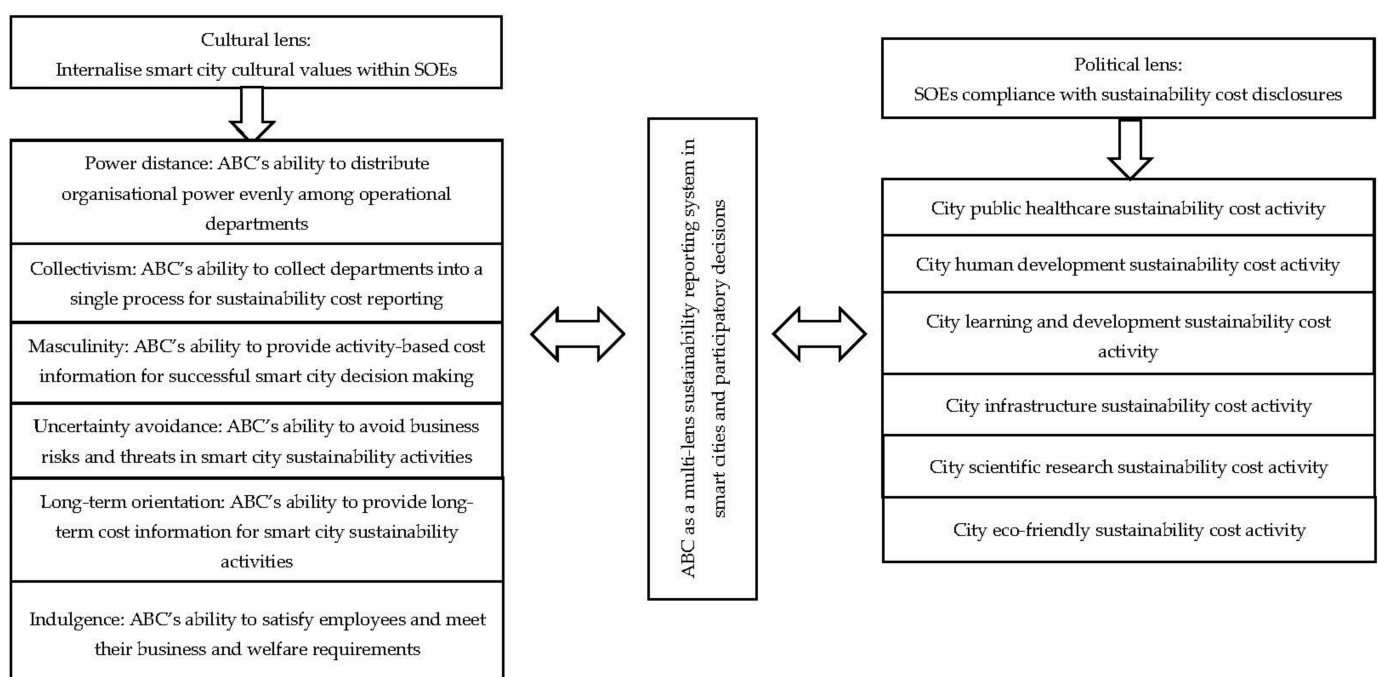 Cultural lens:
Internalise smart city cultural values within SOEs
Power distance: ABC's ability to distribute
organisational power evenly among operational
departments
Collectivism: ABC's ability to collect departments into a
single process for sustainability cost reporting
Masculinity: ABC's ability to provide activity-based cost
information for successful smart city decision making
Uncertainty avoidance: ABC's ability to avoid business
risks and threats in smart city sustainability activities
Long-term orientation: ABC's ability to provide long-
term cost information for smart city sustainability
activities
Indulgence: ABC's ability to satisfy employees and meet
their business and welfare requirements
ABC as a multi-lens sustainability reporting system in
smart cities and participatory decisions
Political lens:
SOEs compliance with sustainability cost disclosures
City public healthcare sustainability cost activity
City human development sustainability cost activity
City learning and development sustainability cost
activity
City infrastructure sustainability cost activity
City scientific research sustainability cost activity
City eco-friendly sustainability cost activity